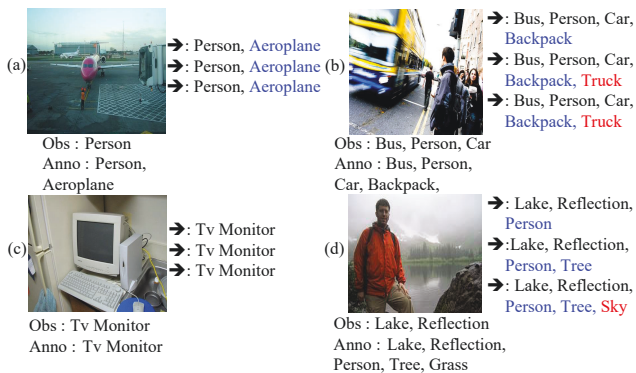 (a)
➔: Person, Aeroplane
➔: Person, Aeroplane
➔: Person, Aeroplane
Obs : Person
Anno : Person,
Aeroplane
(b)
➔: Bus, Person, Car,
Backpack
➔: Bus, Person, Car,
Backpack, Truck
➔: Bus, Person, Car,
Backpack, Truck
Obs : Bus, Person, Car
Anno : Bus, Person,
Car, Backpack,
(c)
➔: Tv Monitor
➔: Tv Monitor
➔: Tv Monitor
Obs : Tv Monitor
Anno : Tv Monitor
(d)
➔: Lake, Reflection,
Person
➔:Lake, Reflection,
Person, Tree
➔: Lake, Reflection,
Person, Tree, Sky
Obs : Lake, Reflection
Anno : Lake, Reflection,
Person, Tree, Grass